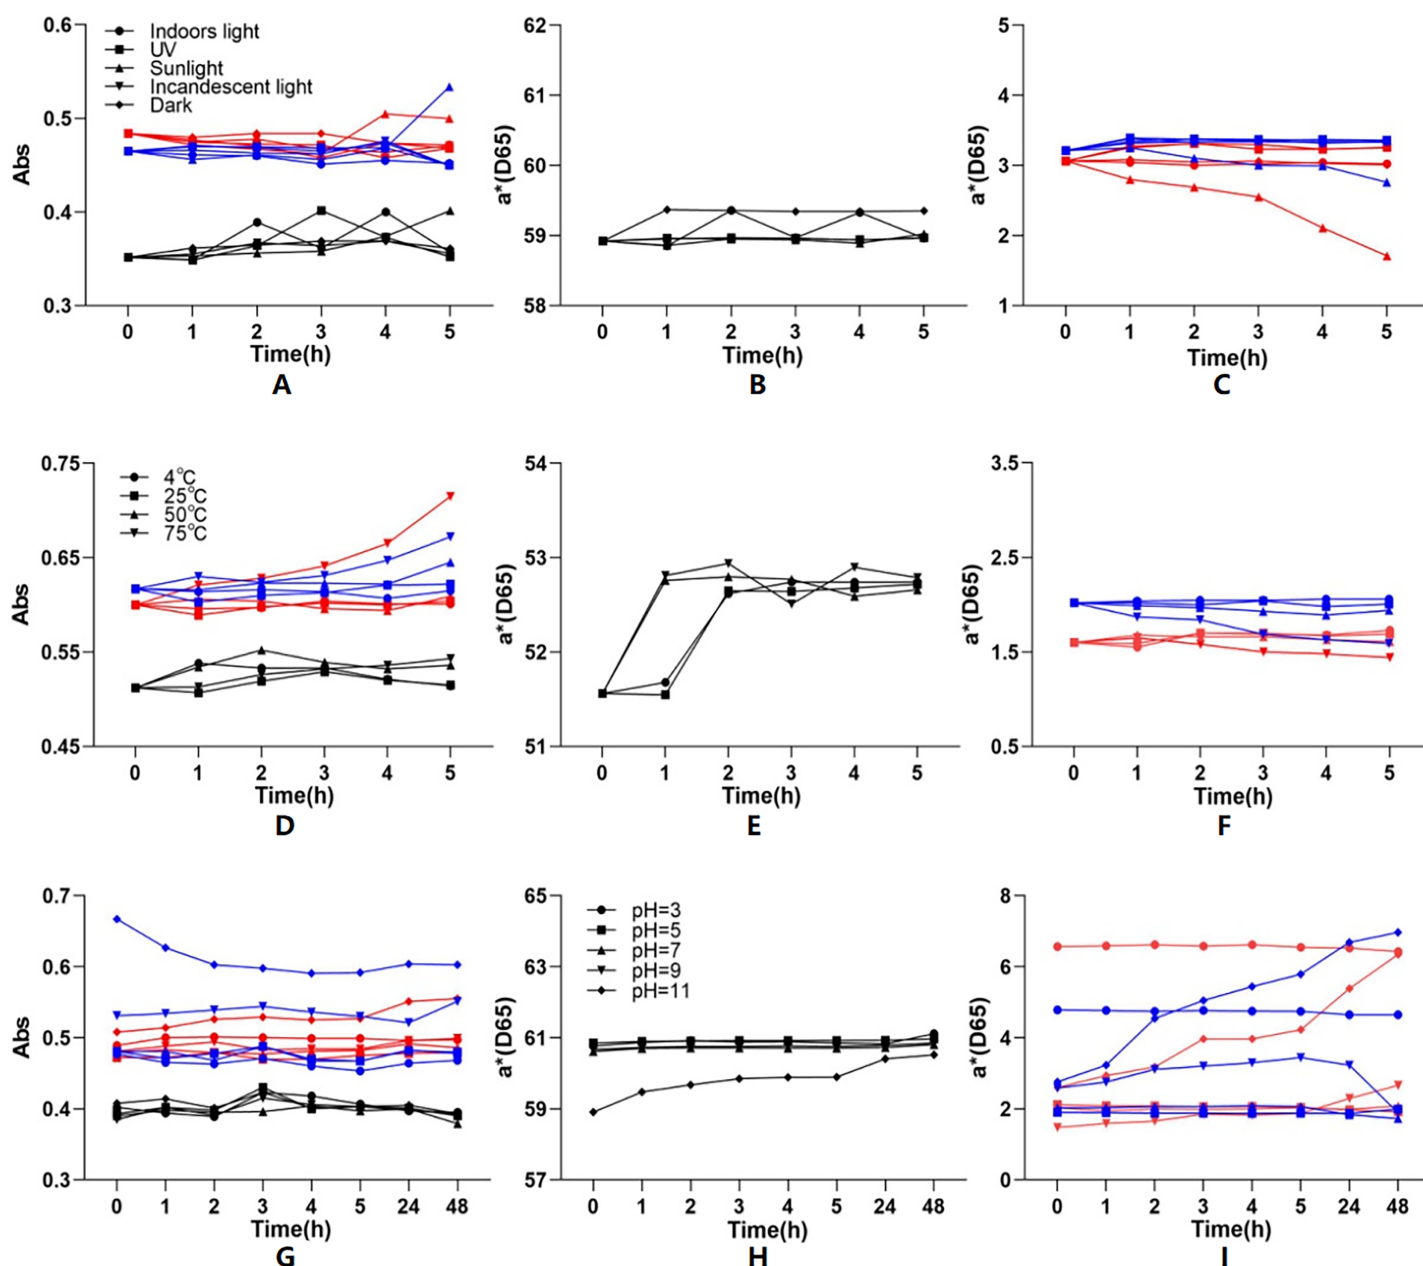 0.6
0.5
0.4
0.3
Abs
Indoors light
UV
Sunlight
Incandescent light
Dark
0 1 2 3 4 5
Time(h)
A
62
61
60
59
58
a*(D65)
0 1 2 3 4 5
Time(h)
B
5
4
3
2
1
a*(D65)
0 1 2 3 4 5
Time(h)
C
0.75
0.65
0.55
0.45
Abs
4℃
25℃
50℃
75℃
0 1 2 3 4 5
Time(h)
D
54
53
52
51
a*(D65)
0 1 2 3 4 5
Time(h)
E
3.5
2.5
1.5
0.5
a*(D65)
0 1 2 3 4 5
Time(h)
F
0.7
0.6
0.5
0.4
0.3
Abs
0 1 2 3 4 5 24 48
Time(h)
G
65
63
61
59
57
a*(D65)
pH=3
pH=5
pH=7
pH=9
pH=11
0 1 2 3 4 5 24 48
Time(h)
H
8
6
4
2
0
a*(D65)
0 1 2 3 4 5 24 48
Time(h)
I